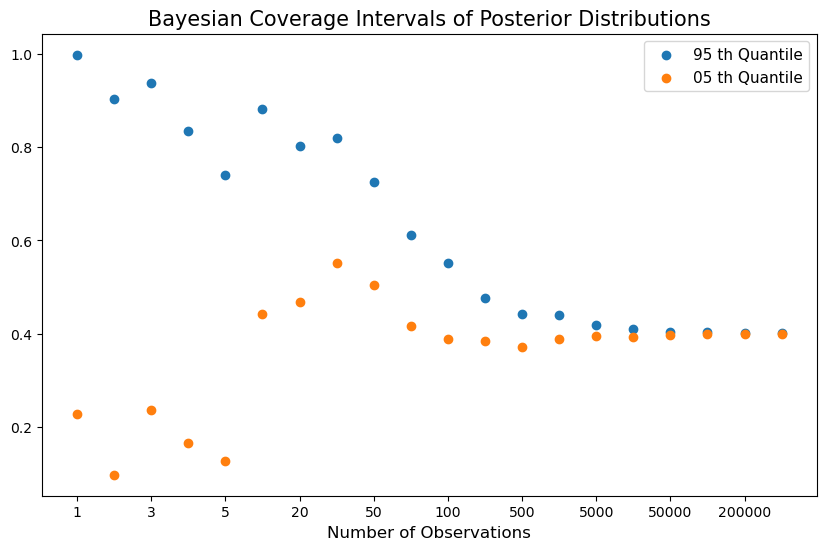 Bayesian Coverage Intervals of Posterior Distributions
95 th Quantile
05 th Quantile
1.0
0.8
0.6
0.4
0.2
1 3 5 20 50 100 500 5000 50000 200000
Number of Observations